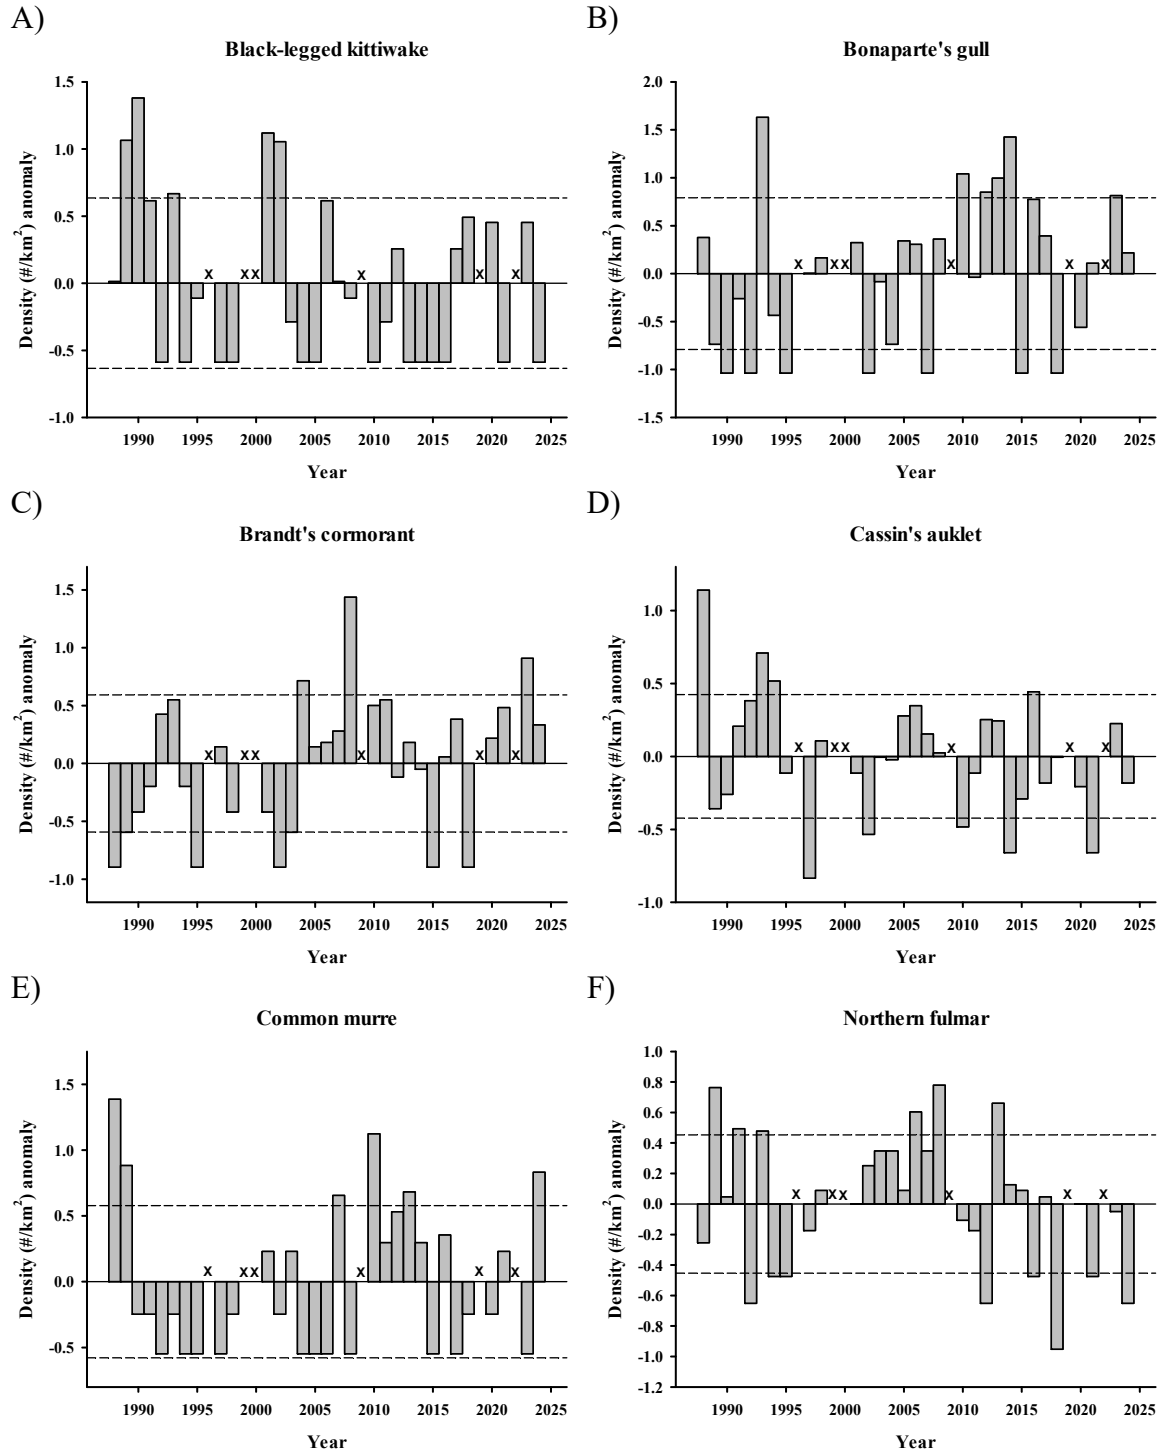 A)
Black-legged kittiwake
Density (#/km²) anomaly
1.5
1.0
0.5
0.0
-0.5
-1.0
x x x x x x
1990 1995 2000 2005 2010 2015 2020 2025
Year
B)
Bonaparte's gull
Density (#/km²) anomaly
2.0
1.5
1.0
0.5
0.0
-0.5
-1.0
-1.5
x x x x x x
1990 1995 2000 2005 2010 2015 2020 2025
Year
C)
Brandt's cormorant
Density (#/km²) anomaly
1.5
1.0
0.5
0.0
-0.5
-1.0
x x x x x x
1990 1995 2000 2005 2010 2015 2020 2025
Year
D)
Cassin's auklet
Density (#/km²) anomaly
1.0
0.5
0.0
-0.5
-1.0
x x x x x x
1990 1995 2000 2005 2010 2015 2020 2025
Year
E)
Common murre
Density (#/km²) anomaly
1.5
1.0
0.5
0.0
-0.5
x x x x x x
1990 1995 2000 2005 2010 2015 2020 2025
Year
F)
Northern fulmar
Density (#/km²) anomaly
1.0
0.8
0.6
0.4
0.2
0.0
-0.2
-0.4
-0.6
-0.8
-1.0
-1.2
x x x x x x
1990 1995 2000 2005 2010 2015 2020 2025
Year